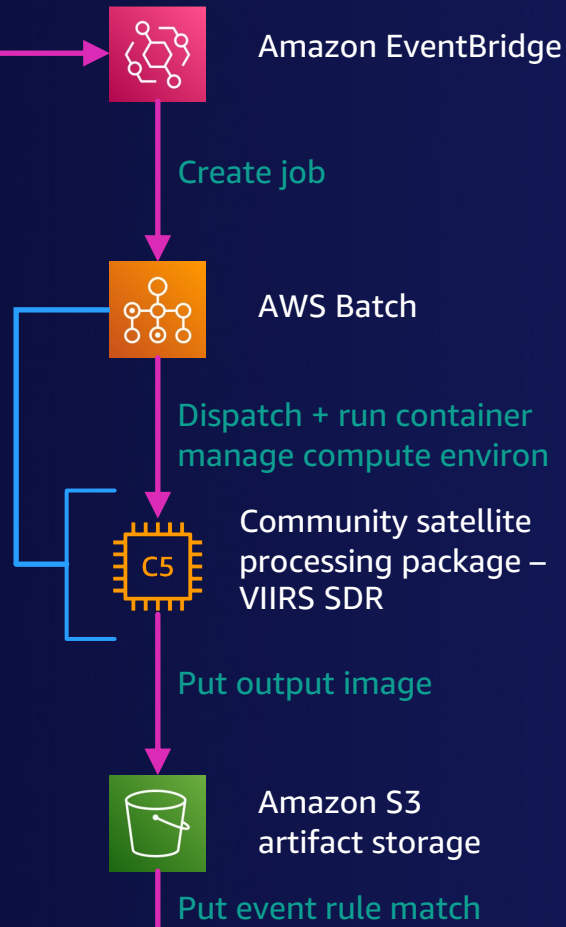 Amazon EventBridge
Create job
AWS Batch
Dispatch + run container
manage compute environ
Community satellite
processing package –
VIIRS SDR
C5
Put output image
Amazon S3
artifact storage
Put event rule match